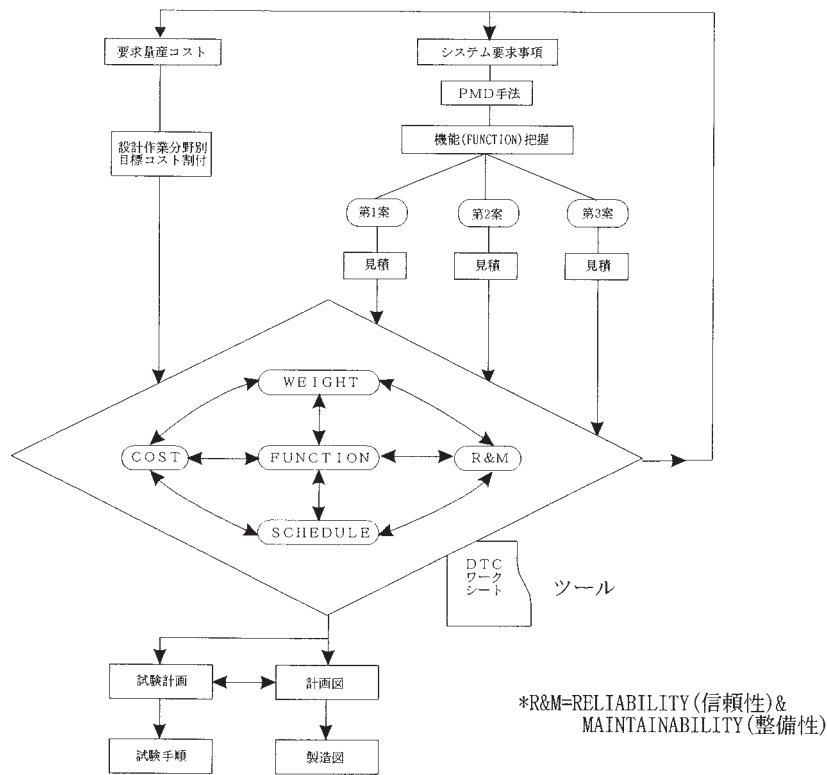 要求量産コスト
システム要求事項
PMD手法
設計作業分野別
目標コスト割付
機能(FUNCTION)把握
第1案
第2案
第3案
見積
見積
見積
WEIGHT
COST
FUNCTION
R&M
SCHEDULE
DTC
ワーク
シート
ツール
試験計画
計画図
試験手順
製造図
*R&M=RELIABILITY(信頼性)&
MAINTAINABILITY(整備性)